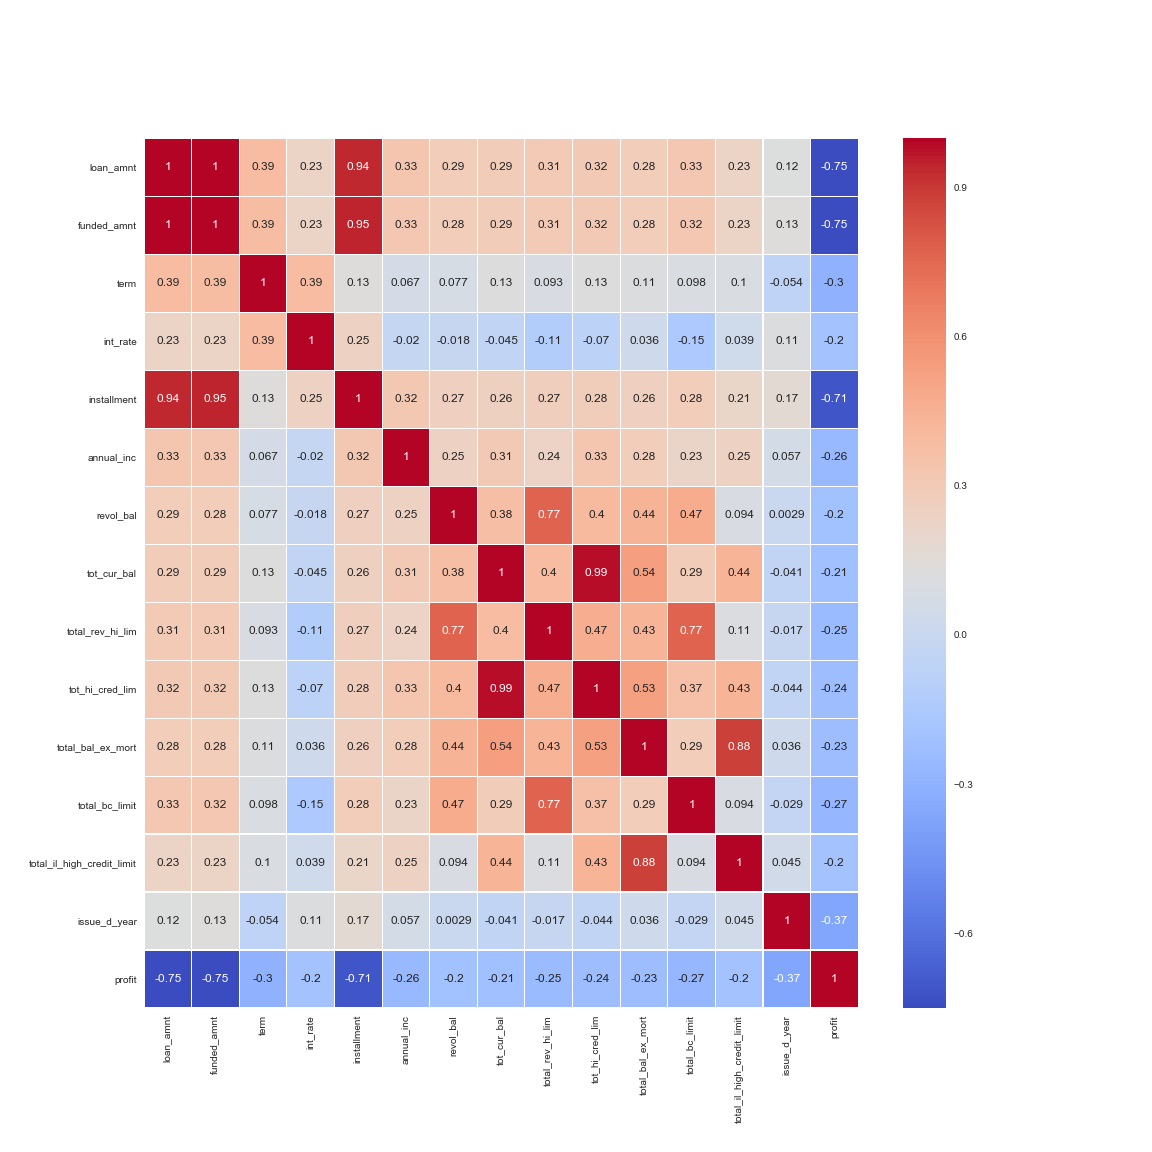 loan_amnt 1 1 0.39 0.23 0.94 0.33 0.29 0.29 0.31 0.32 0.28 0.33 0.23 0.12 -0.75
funded_amnt 1 1 0.39 0.23 0.95 0.33 0.28 0.29 0.31 0.32 0.28 0.32 0.23 0.13 -0.75
term 0.39 0.39 1 0.39 0.13 0.067 0.077 0.13 0.093 0.13 0.11 0.098 0.1 -0.054 -0.3
int_rate 0.23 0.23 0.39 1 0.25 -0.02 -0.018 -0.045 -0.11 -0.07 0.036 -0.15 0.039 0.11 -0.2
installment 0.94 0.95 0.13 0.25 1 0.32 0.27 0.26 0.27 0.28 0.26 0.28 0.21 0.17 -0.71
annual_inc 0.33 0.33 0.067 -0.02 0.32 1 0.25 0.31 0.24 0.33 0.28 0.23 0.25 0.057 -0.26
revol_bal 0.29 0.28 0.077 -0.018 0.27 0.25 1 0.38 0.77 0.4 0.44 0.47 0.094 0.0029 -0.2
tot_cur_bal 0.29 0.29 0.13 -0.045 0.26 0.31 0.38 1 0.4 0.99 0.54 0.29 0.44 -0.041 -0.21
total_rev_hi_lim 0.31 0.31 0.093 -0.11 0.27 0.24 0.77 0.4 1 0.47 0.43 0.77 0.11 -0.017 -0.25
tot_hi_cred_lim 0.32 0.32 0.13 -0.07 0.28 0.33 0.4 0.99 0.47 1 0.53 0.37 0.43 -0.044 -0.24
total_bal_ex_mort 0.28 0.28 0.11 0.036 0.26 0.28 0.44 0.54 0.43 0.53 1 0.29 0.88 0.036 -0.23
total_bc_limit 0.33 0.32 0.098 -0.15 0.28 0.23 0.47 0.29 0.77 0.37 0.29 1 0.094 -0.029 -0.27
total_il_high_credit_limit 0.23 0.23 0.1 0.039 0.21 0.25 0.094 0.44 0.11 0.43 0.88 0.094 1 0.045 -0.2
issue_d_year 0.12 0.13 -0.054 0.11 0.17 0.057 0.0029 -0.041 -0.017 -0.044 0.036 -0.029 0.045 1 -0.37
profit -0.75 -0.75 -0.3 -0.2 -0.71 -0.26 -0.2 -0.21 -0.25 -0.24 -0.23 -0.27 -0.2 -0.37 1
loan_amnt
funded_amnt
term
int_rate
installment
annual_inc
revol_bal
tot_cur_bal
total_rev_hi_lim
tot_hi_cred_lim
total_bal_ex_mort
total_bc_limit
total_il_high_credit_limit
issue_d_year
profit
0.9
0.6
0.3
0.0
−0.3
−0.6